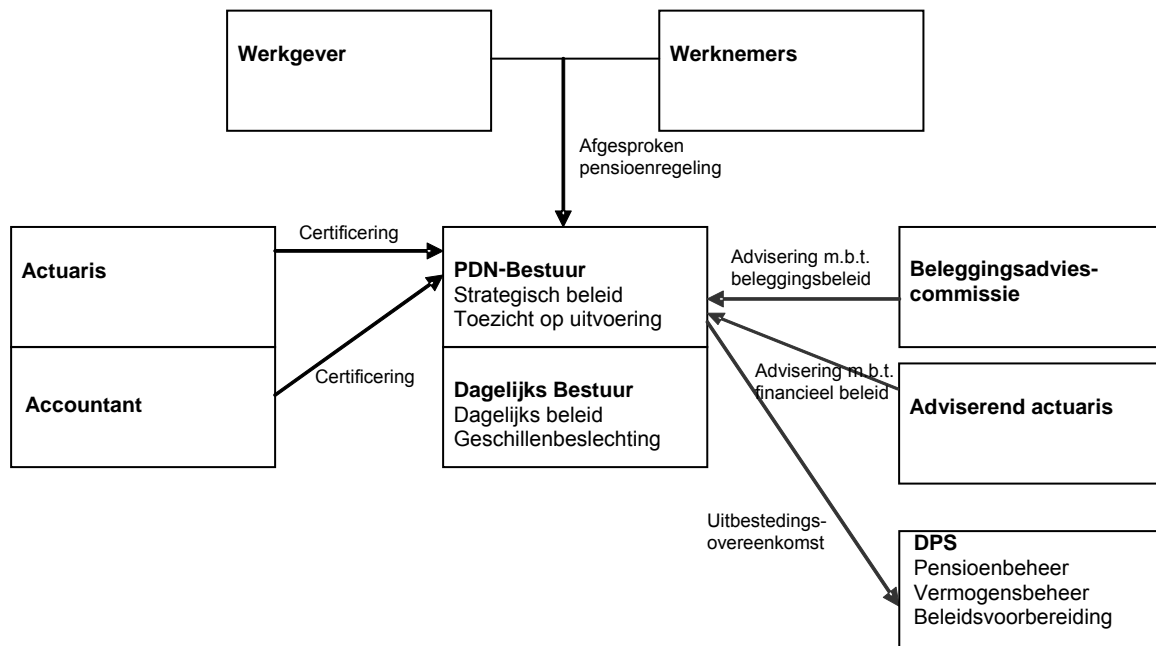 Werkgever
Werknemers
Afgesproken
pensioenregeling
Certificering
Actuaris
PDN-Bestuur
Strategisch beleid
Toezicht op uitvoering
Advisering m.b.t.
beleggingsbeleid
Beleggingsadvies-
commissie
Certificering
Accountant
Dagelijks Bestuur
Dagelijks beleid
Geschillenbeslechting
Advisering m.b.t.
financieel beleid
Adviserend actuaris
Uitbestedings-
overeenkomst
DPS
Pensioenbeheer
Vermogensbeheer
Beleidsvoorbereiding